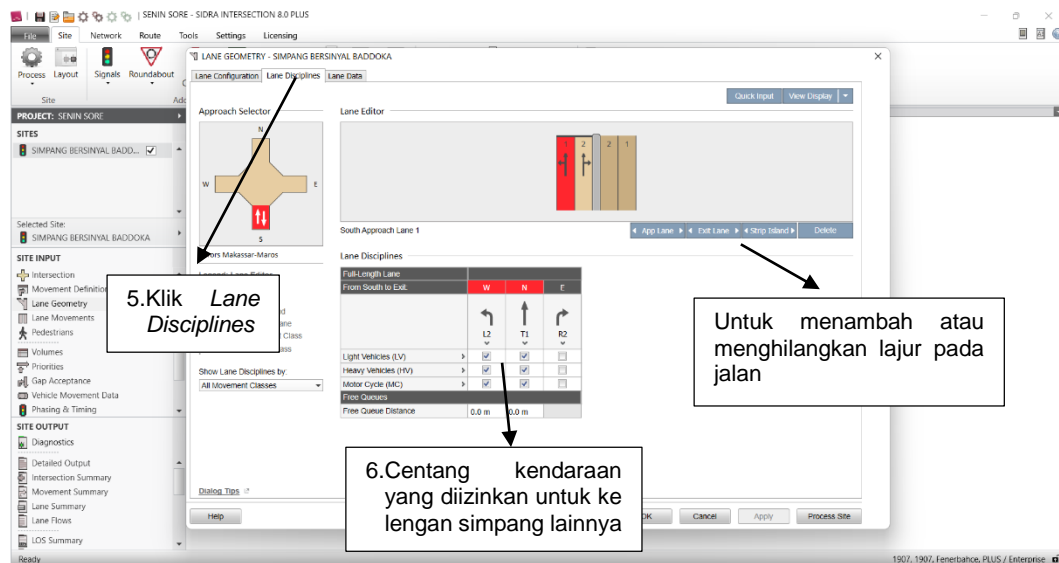 SENIN SORE - SIDRA INTERSECTION 8.0 PLUS
File Site Network Route Tools Settings Licensing
Process Layout Signals Roundabout
Site
PROJECT: SENIN SORE
SITES
SIMPANG BERSINYAL BADD...
Selected Site:
SIMPANG BERSINYAL BADDOKA
SITE INPUT
Intersection
Movement Definition
Lane Geometry
Lane Movements
Pedestrians
Volumes
Priorities
Gap Acceptance
Vehicle Movement Data
Phasing & Timing
SITE OUTPUT
Diagnostics
Detailed Output
Intersection Summary
Movement Summary
Lane Summary
Lane Flows
LOS Summary
Ready
LANE GEOMETRY - SIMPANG BERSINYAL BADDOKA
Lane Configuration Lane Disciplines Lane Data
Quick Input View Display
Approach Selector
N
W E
S
Makassar-Maros
Show Lane Disciplines by:
All Movement Classes
Dialog Tips
Help
Lane Editor
1 2 2 1
South Approach Lane 1
App Lane Exit Lane Strip Island Delete
Lane Disciplines
Full-Length Lane
From South to Exit: W N E
L2 T1 R2
Light Vehicles (LV)
Heavy Vehicles (HV)
Motor Cycle (MC)
Free Queues
Free Queue Distance 0.0 m 0.0 m
OK Cancel Apply Process Site
5.Klik Lane
Disciplines
6.Centang kendaraan
yang diizinkan untuk ke
lengan simpang lainnya
Untuk menambah atau
menghilangkan lajur pada
jalan
1907, 1907, Fenerbahce, PLUS / Enterprise